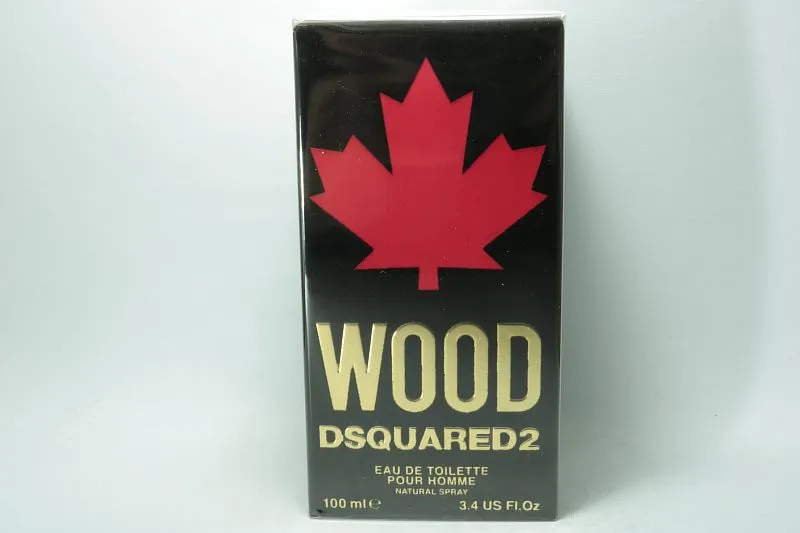 WOOD
DSQUARED2
EAU DE TOILETTE
POUR HOMME
NATURAL SPRAY
100 ml ℮ 3.4 US Fl.Oz